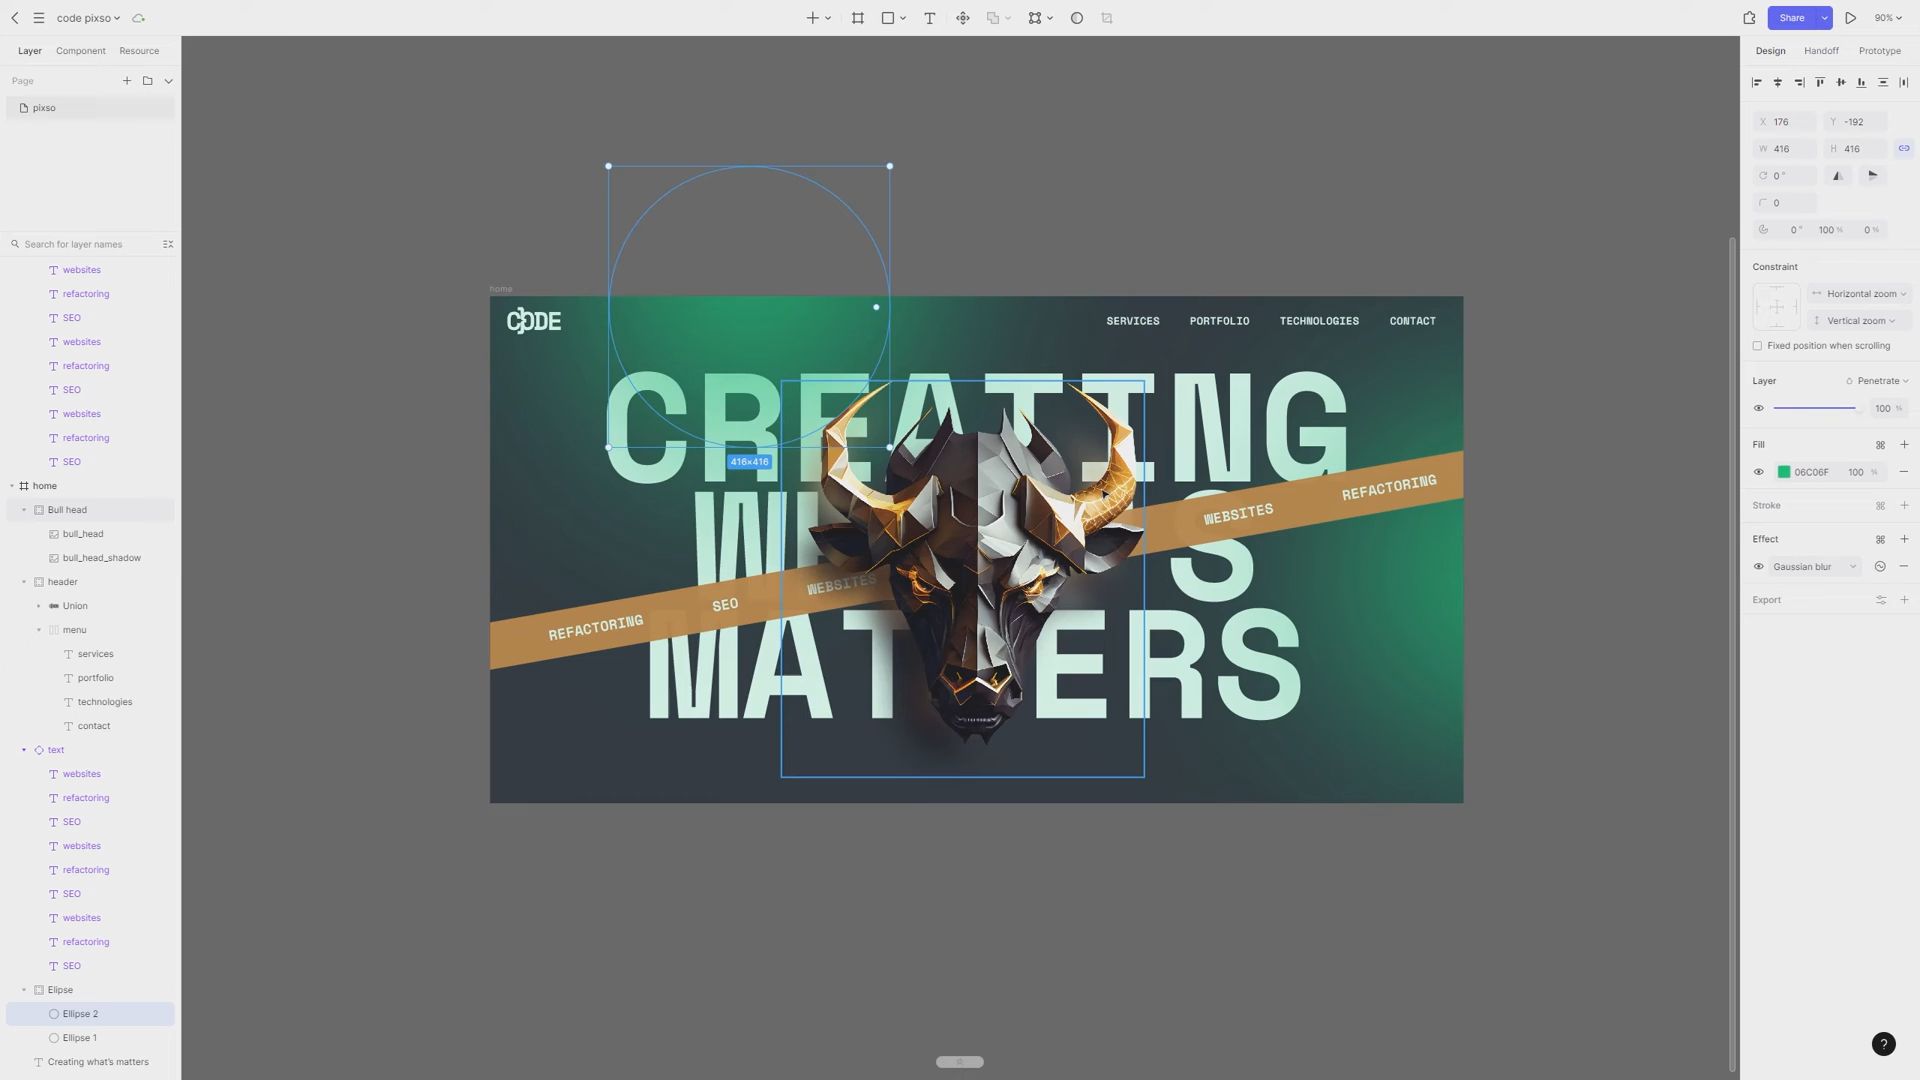 code pixso
Share
90%
Layer
Component
Resource
Page
pixso
Search for layer names
websites
refactoring
SEO
websites
refactoring
SEO
websites
refactoring
SEO
home
Bull head
bull_head
bull_head_shadow
header
Union
menu
services
portfolio
technologies
contact
text
websites
refactoring
SEO
websites
refactoring
SEO
websites
refactoring
SEO
Elipse
Ellipse 2
Ellipse 1
Creating what's matters
home
CODE
SERVICES
PORTFOLIO
TECHNOLOGIES
CONTACT
CREATING
416×416
REFACTORING
WEBSITES
S
WEBSITES
SEO
REFACTORING
MATTERS
Design
Handoff
Prototype
X 176
Y -192
W 416
H 416
0°
0
0° 100% 0%
Constraint
Horizontal zoom
Vertical zoom
Fixed position when scrolling
Layer
Penetrate
100 %
Fill
06C06F 100 %
Stroke
Effect
Gaussian blur
Export
?